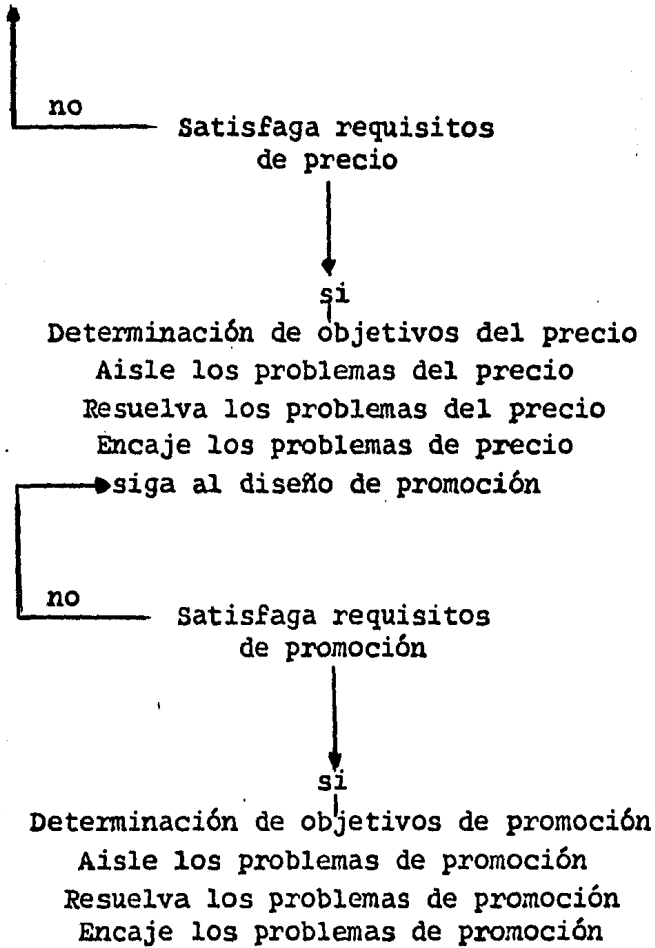 no
Satisfaga requisitos
de precio
si
Determinación de objetivos del precio
Aisle los problemas del precio
Resuelva los problemas del precio
Encaje los problemas de precio
siga al diseño de promoción
no
Satisfaga requisitos
de promoción
si
Determinación de objetivos de promoción
Aisle los problemas de promoción
Resuelva los problemas de promoción
Encaje los problemas de promoción